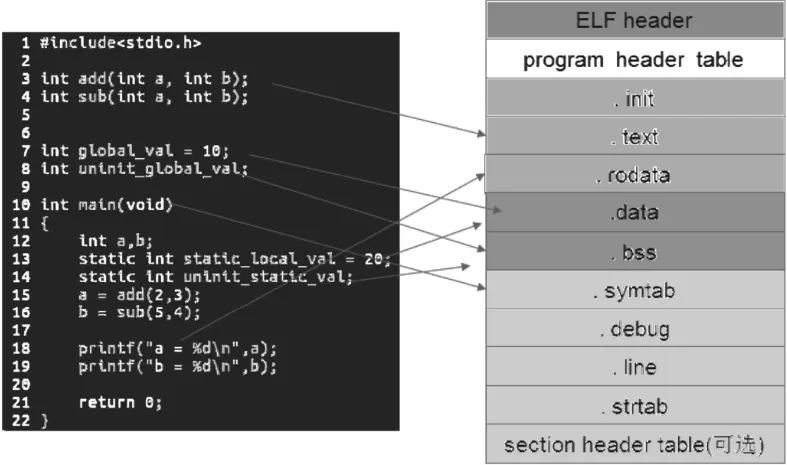 1 #include<stdio.h>
2
3 int add(int a, int b);
4 int sub(int a, int b);
5
6
7 int global_val = 10;
8 int uninit_global_val;
9
10 int main(void)
11 {
12     int a,b;
13     static int static_local_val = 20;
14     static int uninit_static_val;
15     a = add(2,3);
16     b = sub(5,4);
17
18     printf("a = %d\n",a);
19     printf("b = %d\n",b);
20
21     return 0;
22 }
ELF header
program header table
. init
. text
. rodata
.data
. bss
. symtab
. debug
. line
. strtab
section header table(可选)